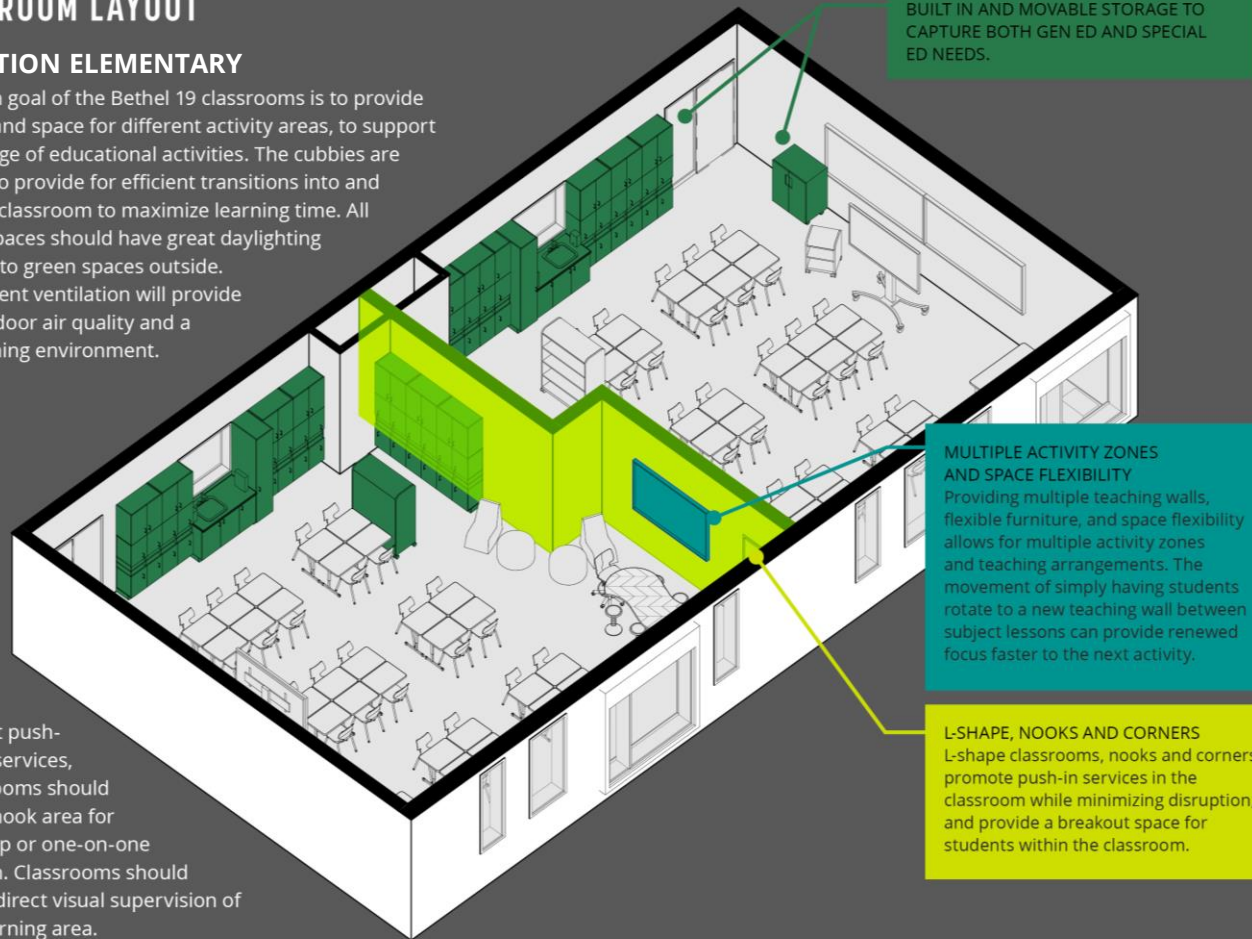 ROOM LAYOUT
TION ELEMENTARY
goal of the Bethel 19 classrooms is to provide
and space for different activity areas, to support
ge of educational activities. The cubbies are
to provide for efficient transitions into and
classroom to maximize learning time. All
paces should have great daylighting
to green spaces outside.
ent ventilation will provide
door air quality and a
ning environment.
t push-
services,
ooms should
nook area for
p or one-on-one
n. Classrooms should
direct visual supervision of
rning area.
BUILT IN AND MOVABLE STORAGE TO
CAPTURE BOTH GEN ED AND SPECIAL
ED NEEDS.
MULTIPLE ACTIVITY ZONES
AND SPACE FLEXIBILITY
Providing multiple teaching walls,
flexible furniture, and space flexibility
allows for multiple activity zones
and teaching arrangements. The
movement of simply having students
rotate to a new teaching wall between
subject lessons can provide renewed
focus faster to the next activity.
L-SHAPE, NOOKS AND CORNERS
L-shape classrooms, nooks and corners
promote push-in services in the
classroom while minimizing disruption,
and provide a breakout space for
students within the classroom.